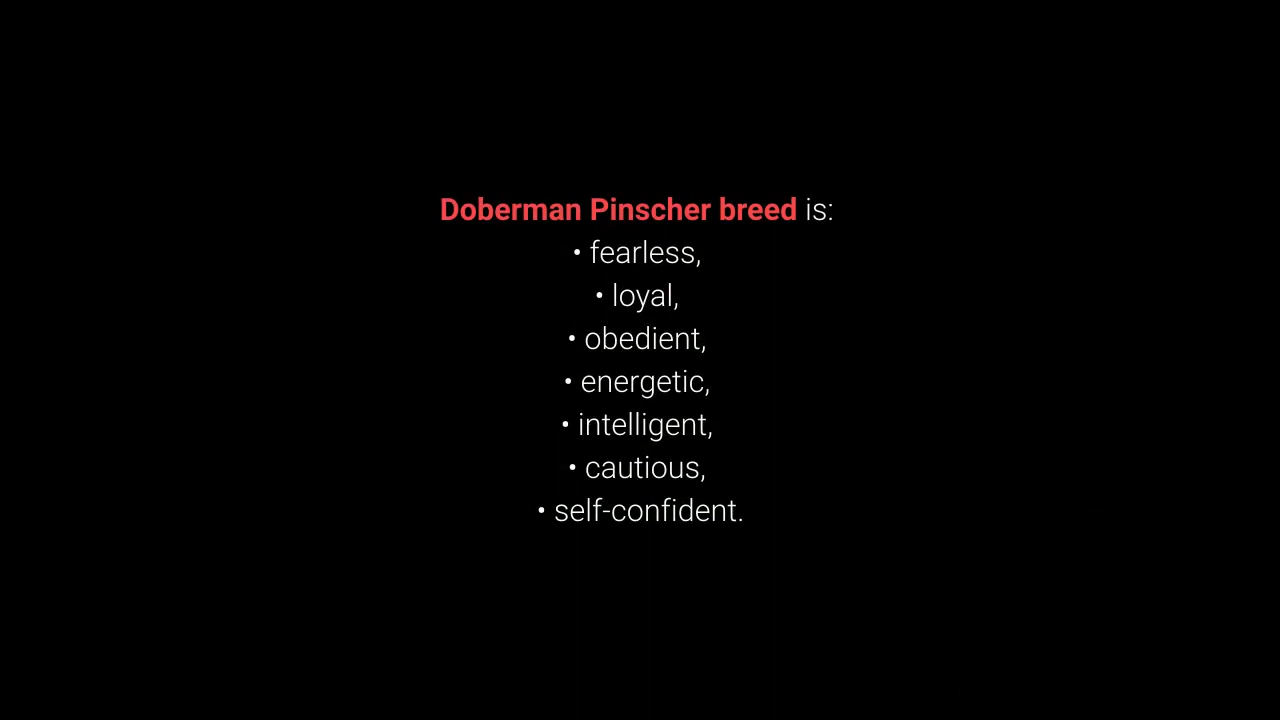 Doberman Pinscher breed is:
• fearless,
• loyal,
• obedient,
• energetic,
• intelligent,
• cautious,
• self-confident.